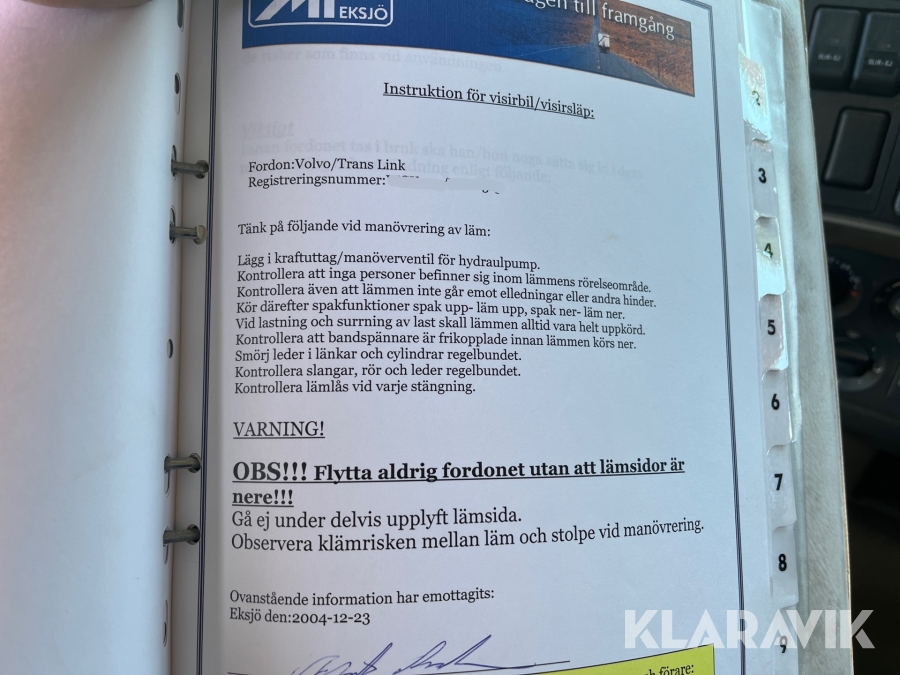 EKSJÖ
till framgång
Instruktion för visirbil/visirsläp:
Fordon:Volvo/Trans Link
Registreringsnummer:
Tänk på följande vid manövrering av läm:
Lägg i kraftuttag/manöverventil för hydraulpump.
Kontrollera att inga personer befinner sig inom lämmens rörelseområde.
Kontrollera även att lämmen inte går emot elledningar eller andra hinder.
Kör därefter spakfunktioner spak upp- läm upp, spak ner- läm ner.
Vid lastning och surrning av last skall lämmen alltid vara helt uppkörd.
Kontrollera att bandspännare är frikopplade innan lämmen körs ner.
Smörj leder i länkar och cylindrar regelbundet.
Kontrollera slangar, rör och leder regelbundet.
Kontrollera lämlås vid varje stängning.
VARNING!
OBS!!! Flytta aldrig fordonet utan att lämsidor är
nere!!!
Gå ej under delvis upplyft lämsida.
Observera klämrisken mellan läm och stolpe vid manövrering.
Ovanstående information har emottagits:
Eksjö den:2004-12-23
förare:
2
3
4
5
6
7
8
9
KLARAVIK